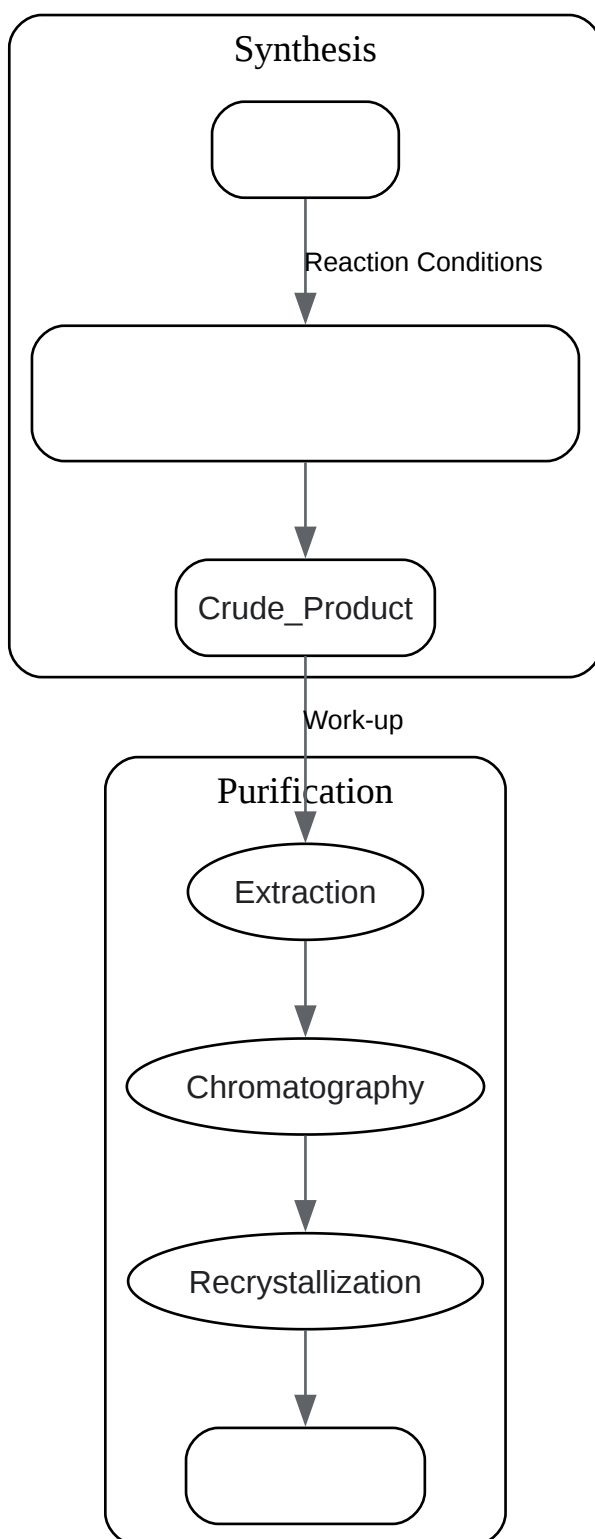 Synthesis
Reaction Conditions
Crude_Product
Work-up
Purification
Extraction
Chromatography
Recrystallization